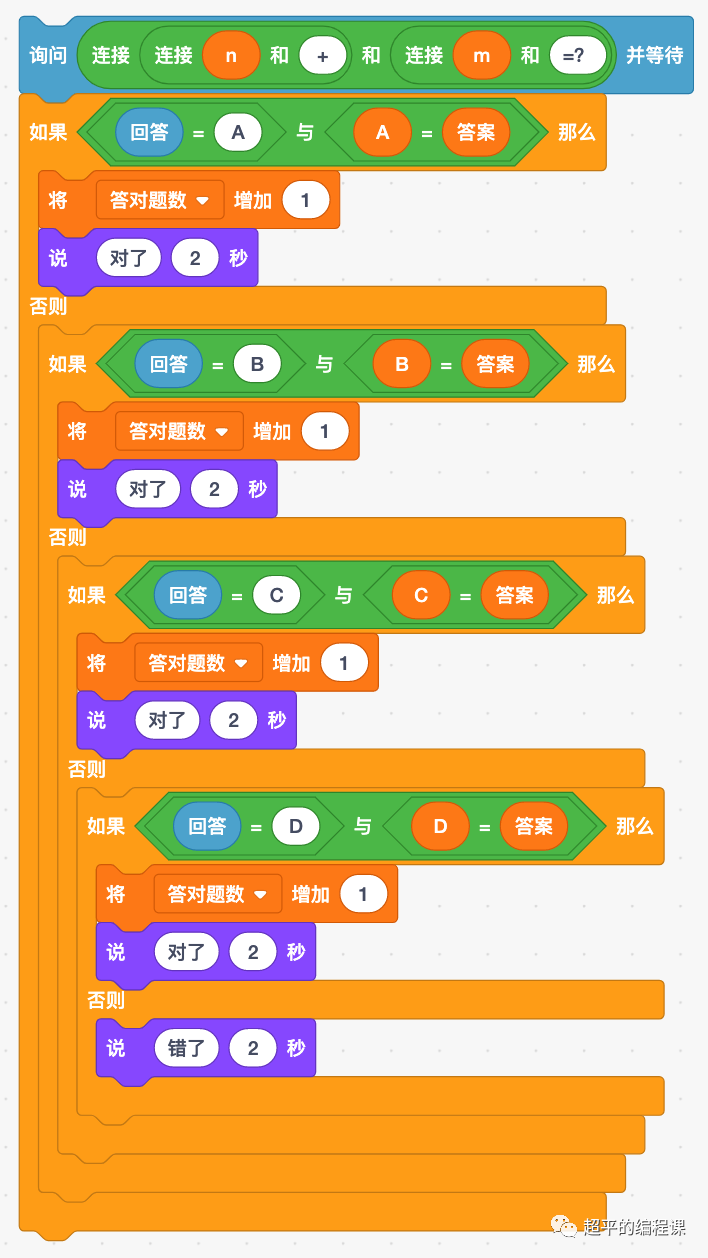 询问 连接 连接 n 和 + 和 连接 m 和 =? 并等待
如果 回答 = A 与 A = 答案 那么
将 答对题数 增加 1
说 对了 2 秒
否则
如果 回答 = B 与 B = 答案 那么
将 答对题数 增加 1
说 对了 2 秒
否则
如果 回答 = C 与 C = 答案 那么
将 答对题数 增加 1
说 对了 2 秒
否则
如果 回答 = D 与 D = 答案 那么
将 答对题数 增加 1
说 对了 2 秒
否则
说 错了 2 秒
超平的编程课